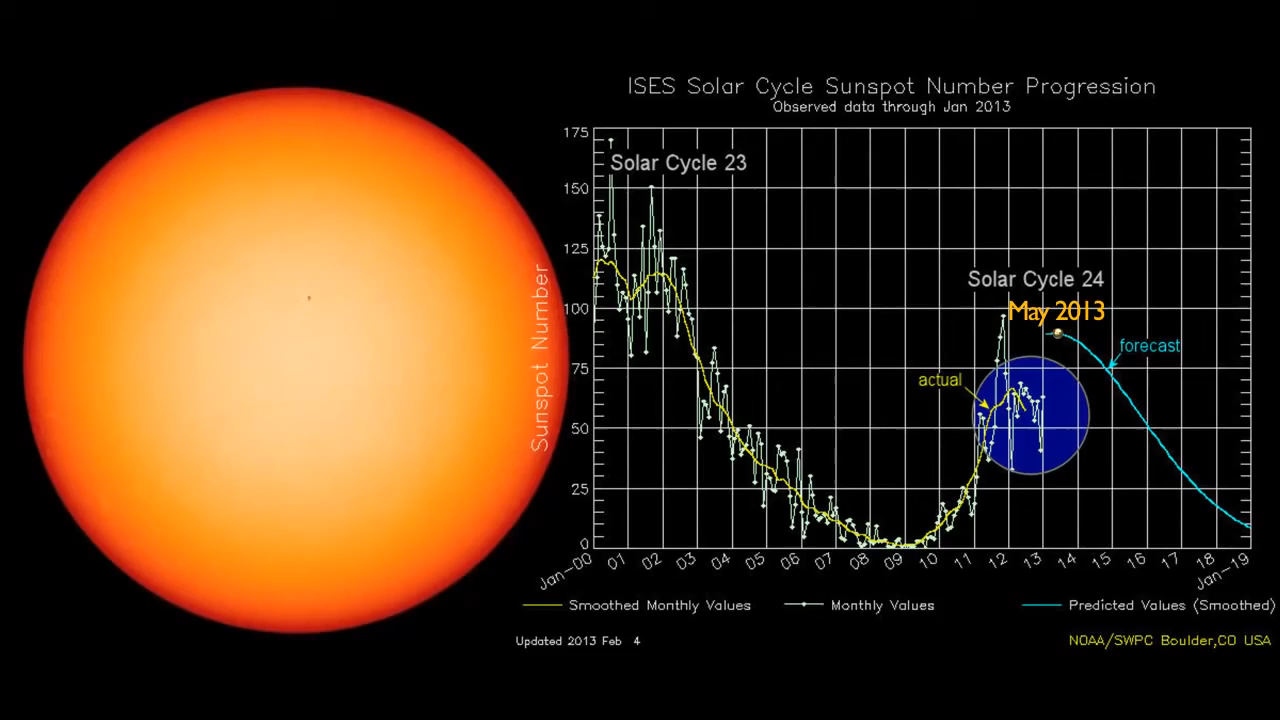 ISES Solar Cycle Sunspot Number Progression
Observed data through Jan 2013
175
150
125
100
75
50
25
0
Sunspot Number
Solar Cycle 23
Solar Cycle 24
May 2013
forecast
actual
Jan-00 01 02 03 04 05 06 07 08 09 10 11 12 13 14 15 16 17 18 Jan-19
Smoothed Monthly Values Monthly Values Predicted Values (Smoothed)
Updated 2013 Feb 4 NOAA/SWPC Boulder,CO USA